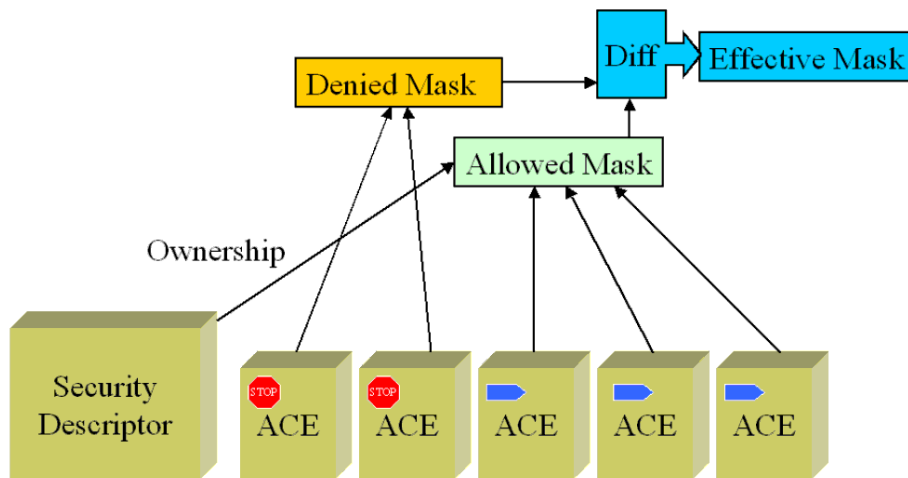 Diff
Effective Mask
Denied Mask
Allowed Mask
Ownership
Security
Descriptor
STOP
ACE
STOP
ACE
ACE
ACE
ACE